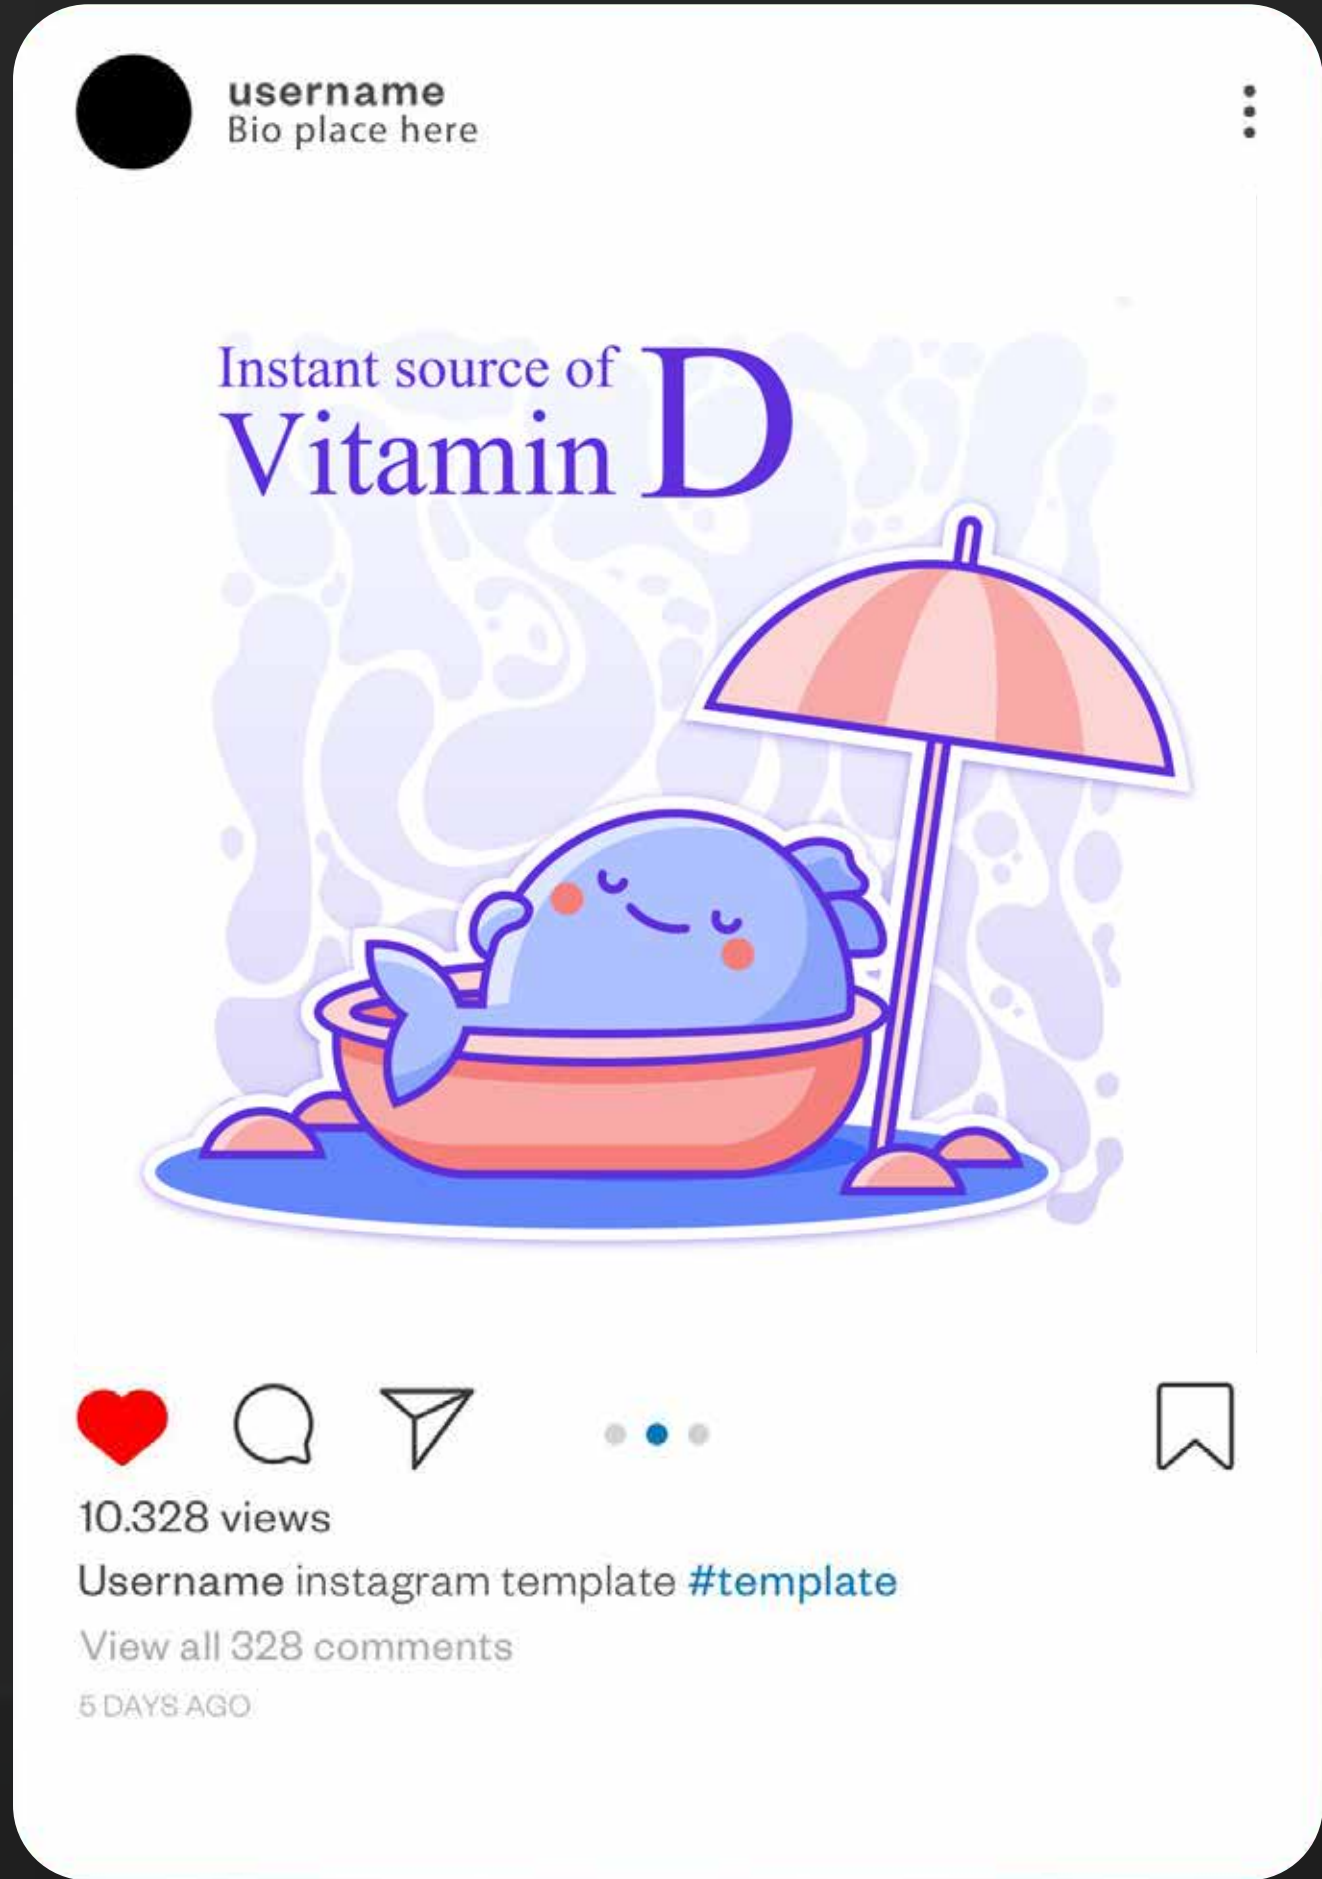 username
Bio place here
Instant source of
Vitamin D
10.328 views
Username instagram template #template
View all 328 comments
5 DAYS AGO